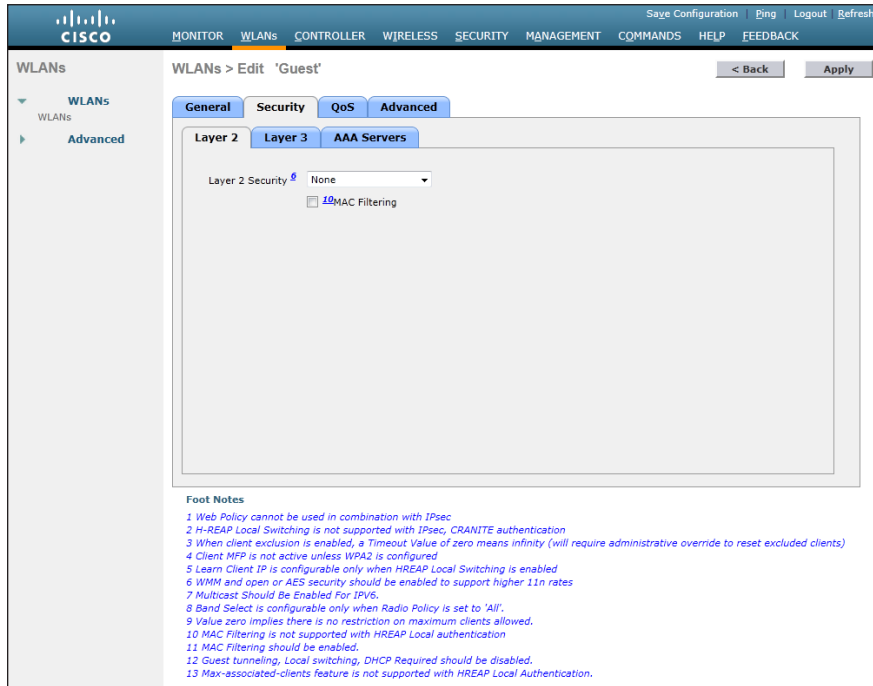 Save Configuration | Ping | Logout | Refresh
CISCO
MONITOR WLANs CONTROLLER WIRELESS SECURITY MANAGEMENT COMMANDS HELP FEEDBACK
WLANs
WLANs > Edit 'Guest'
< Back
Apply
WLANs
WLANs
Advanced
General Security QoS Advanced
Layer 2 Layer 3 AAA Servers
Layer 2 Security 6 None
10MAC Filtering
Foot Notes
1 Web Policy cannot be used in combination with IPsec
2 H-REAP Local Switching is not supported with IPsec, CRANITE authentication
3 When client exclusion is enabled, a Timeout Value of zero means infinity (will require administrative override to reset excluded clients)
4 Client MFP is not active unless WPA2 is configured
5 Learn Client IP is configurable only when HREAP Local Switching is enabled
6 WMM and open or AES security should be enabled to support higher 11n rates
7 Multicast Should Be Enabled For IPV6.
8 Band Select is configurable only when Radio Policy is set to 'All'.
9 Value zero implies there is no restriction on maximum clients allowed.
10 MAC Filtering is not supported with HREAP Local authentication
11 MAC Filtering should be enabled.
12 Guest tunneling, Local switching, DHCP Required should be disabled.
13 Max-associated-clients feature is not supported with HREAP Local Authentication.